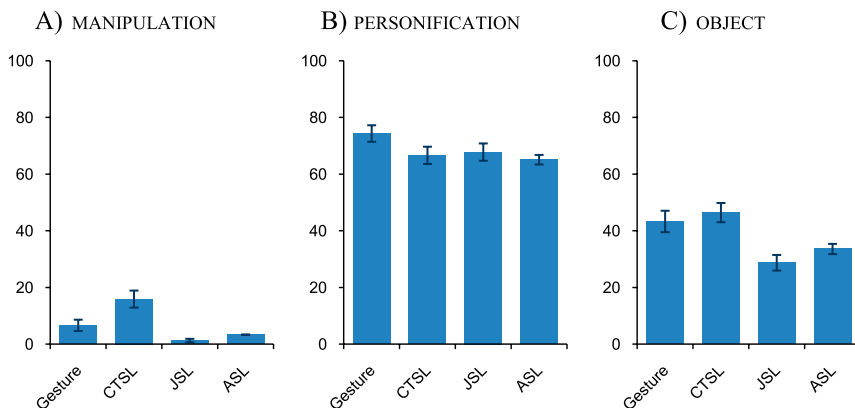 A) MANIPULATION
B) PERSONIFICATION
C) OBJECT
100
80
60
40
20
0
Gesture
CTSL
JSL
ASL
100
80
60
40
20
0
Gesture
CTSL
JSL
ASL
100
80
60
40
20
0
Gesture
CTSL
JSL
ASL